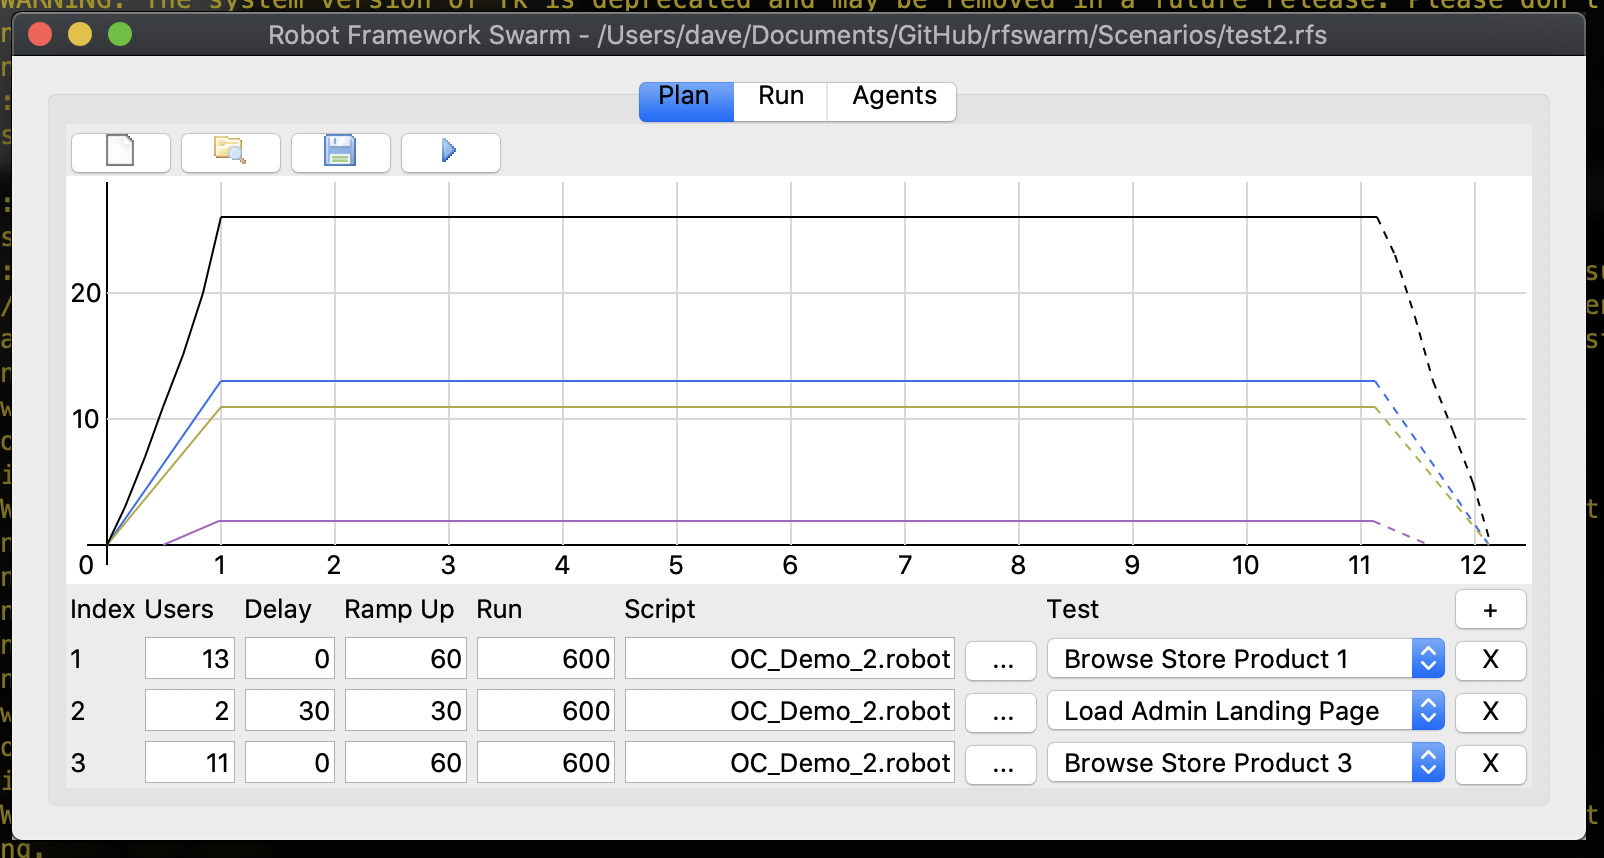 WARNING: The system version of Tk is deprecated and may be removed in a future release. Please don't
Robot Framework Swarm - /Users/dave/Documents/GitHub/rfswarm/Scenarios/test2.rfs
Plan Run Agents
20
10
0 1 2 3 4 5 6 7 8 9 10 11 12
Index Users Delay Ramp Up Run Script Test +
1 13 0 60 600 OC_Demo_2.robot ... Browse Store Product 1 X
2 2 30 30 600 OC_Demo_2.robot ... Load Admin Landing Page X
3 11 0 60 600 OC_Demo_2.robot ... Browse Store Product 3 X
ng.